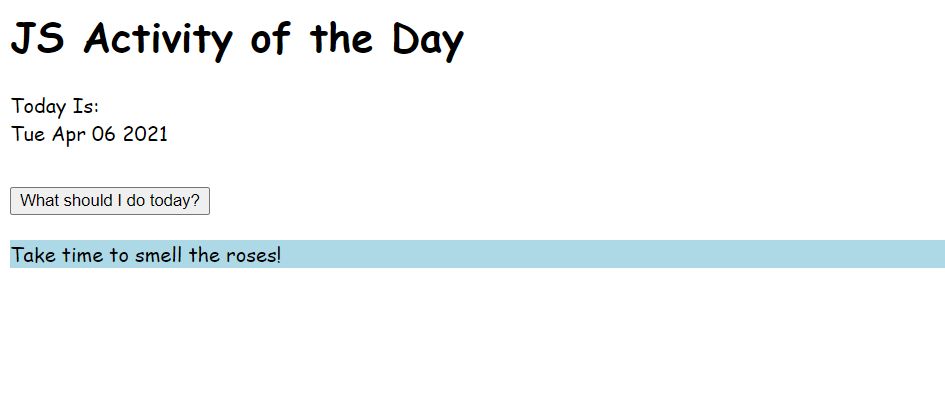 JS Activity of the Day
Today Is:
Tue Apr 06 2021
What should I do today?
Take time to smell the roses!